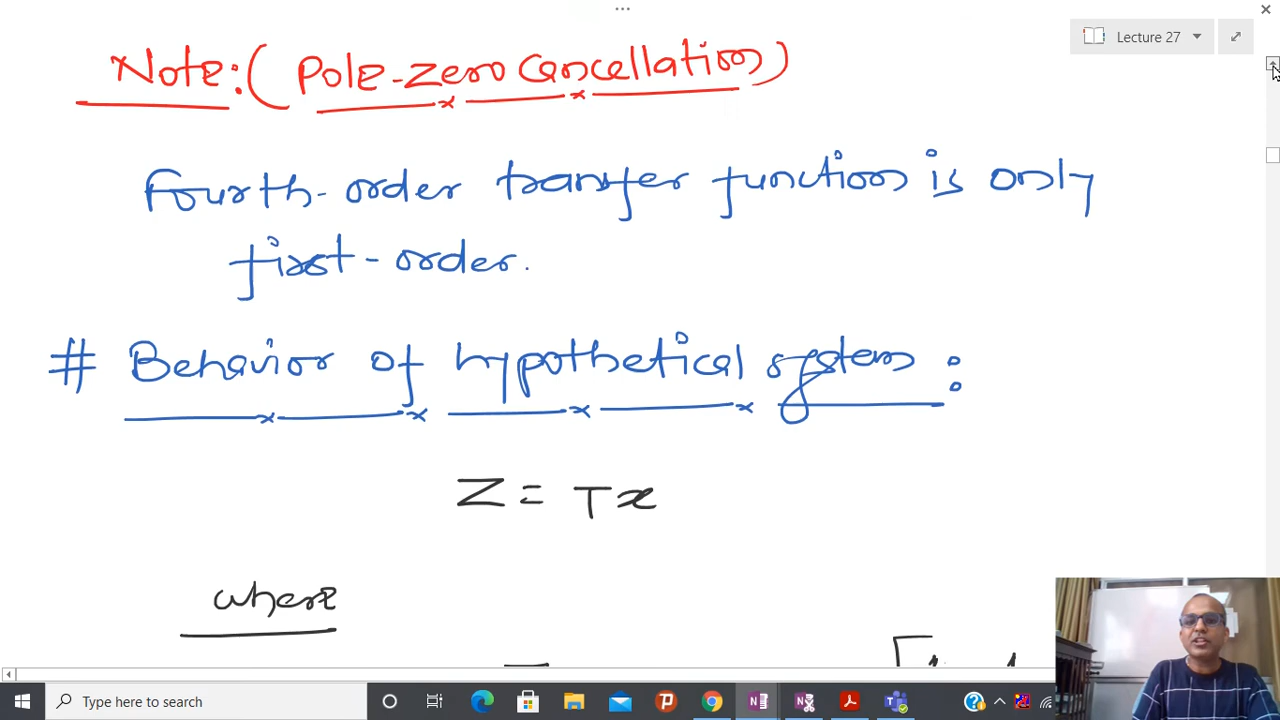 Lecture 27
Note: (Pole-Zero Cancellation)
Fourth-order transfer function is only
first-order.
# Behavior of hypothetical system:
Z = Tx
where
Type here to search